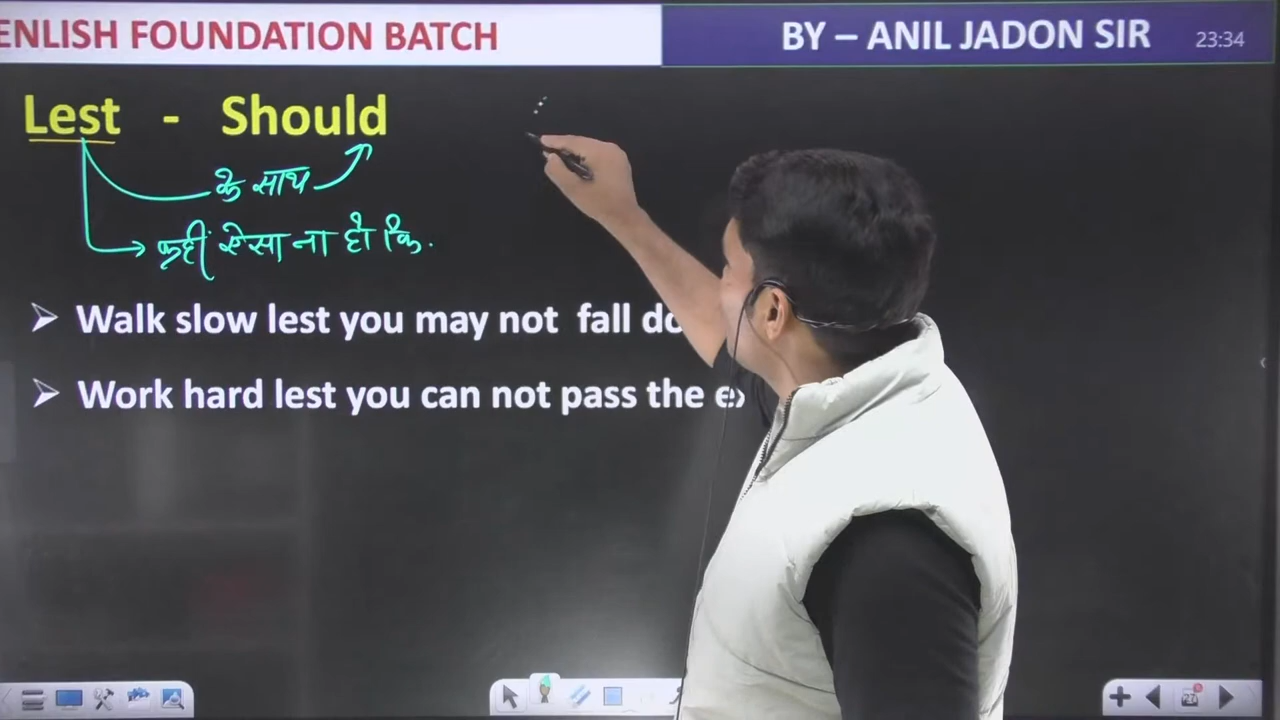 ENLISH FOUNDATION BATCH
BY – ANIL JADON SIR 23:34
Lest - Should
के साथ
कहीं ऐसा ना हो कि.
➢ Walk slow lest you may not fall
➢ Work hard lest you can not pass the
27